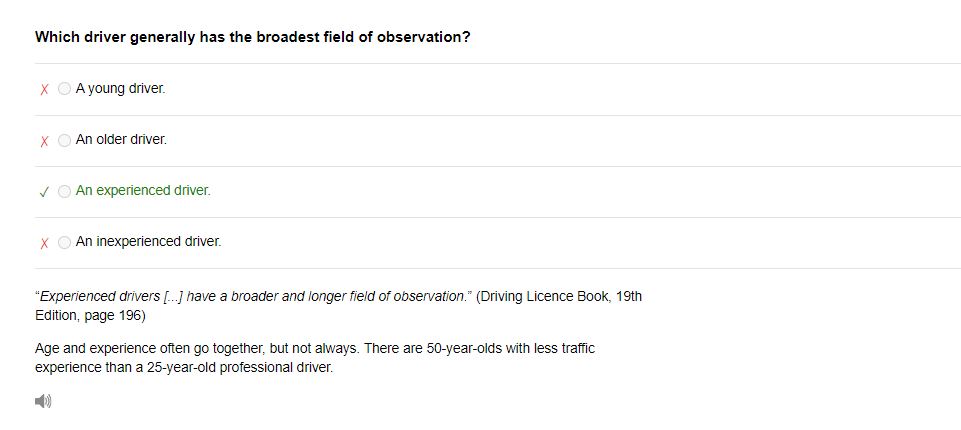 Which driver generally has the broadest field of observation?
X A young driver.
X An older driver.
✓ An experienced driver.
X An inexperienced driver.
“Experienced drivers [...] have a broader and longer field of observation.” (Driving Licence Book, 19th
Edition, page 196)
Age and experience often go together, but not always. There are 50-year-olds with less traffic
experience than a 25-year-old professional driver.